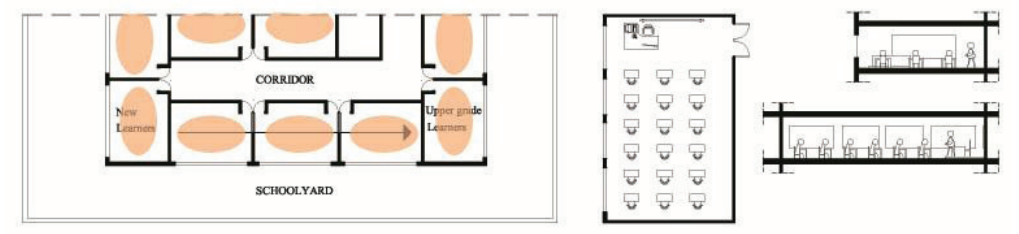 CORRIDOR
New
Learners
Upper grade
Learners
SCHOOLYARD